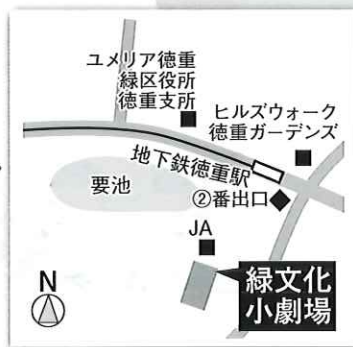 ユメリア徳重
緑区役所
徳重支所
ヒルズウォーク
徳重ガーデンズ
地下鉄徳重駅
要池
②番出口
JA
緑文化
小劇場
N